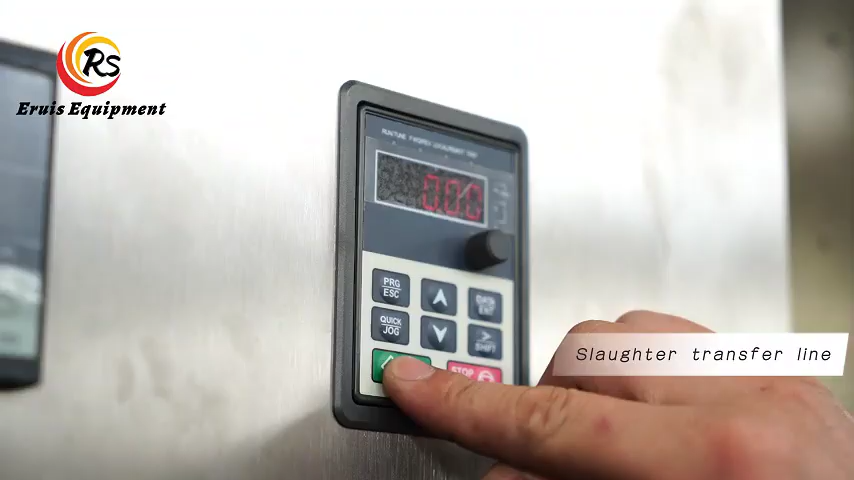 RS
Eruis Equipment
0.00
PRG
ESC
DATA
ENT
QUICK
JOG
SHIFT
STOP
Slaughter transfer line